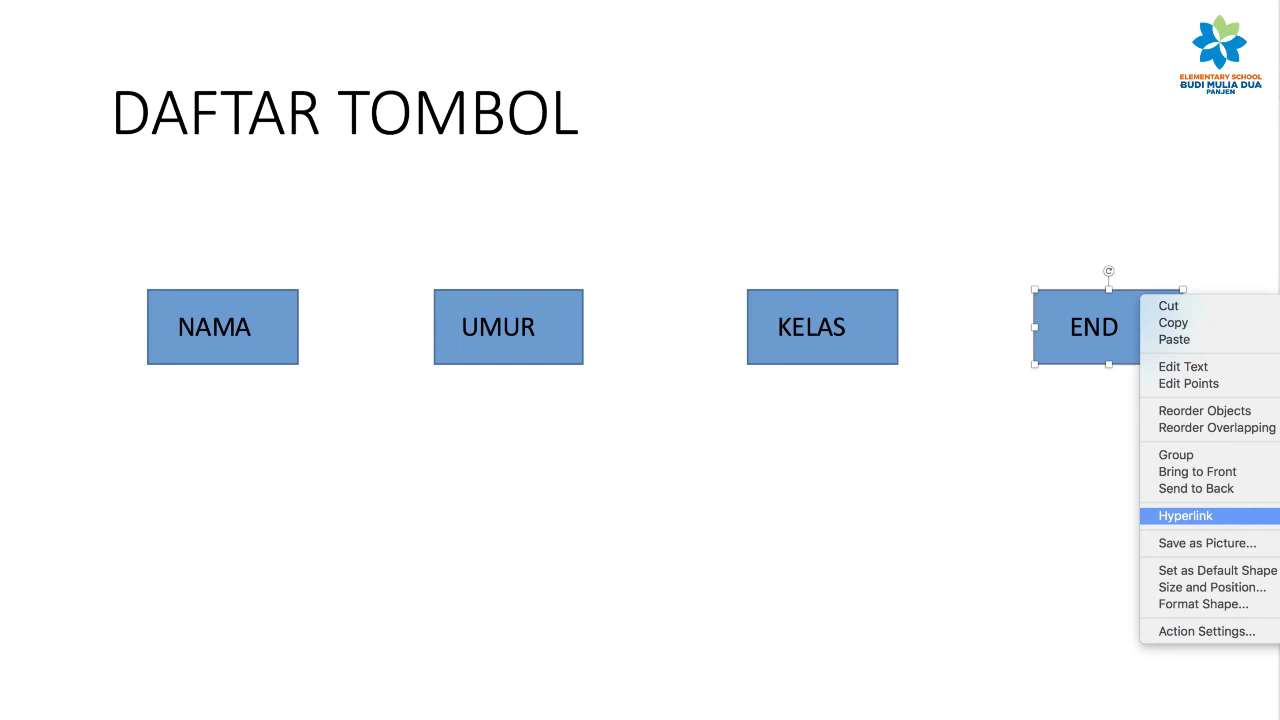 ELEMENTARY SCHOOL
BUDI MULIA DUA
PANJEN
DAFTAR TOMBOL
NAMA
UMUR
KELAS
END
Cut
Copy
Paste
Edit Text
Edit Points
Reorder Objects
Reorder Overlapping
Group
Bring to Front
Send to Back
Hyperlink
Save as Picture...
Set as Default Shape
Size and Position...
Format Shape...
Action Settings...